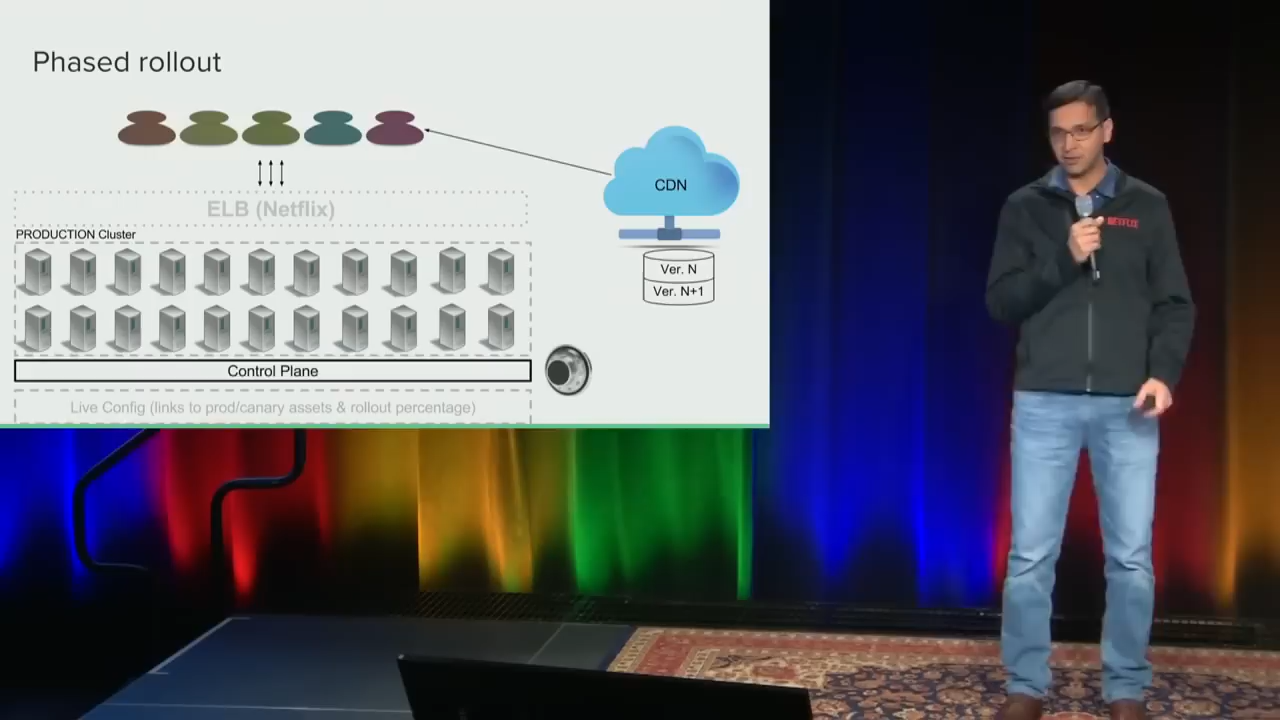 Phased rollout
CDN
ELB (Netflix)
PRODUCTION Cluster
Ver. N
Ver. N+1
Control Plane
Live Config (links to prod/canary assets & rollout percentage)
NETFLIX